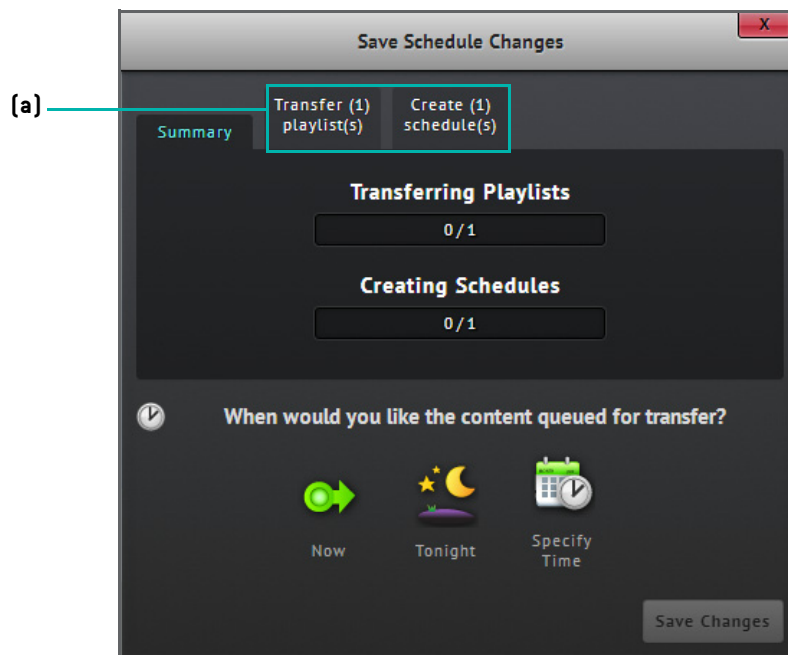 Save Schedule Changes
X
(a)
Transfer (1)
playlist(s)
Create (1)
schedule(s)
Summary
Transferring Playlists
0/1
Creating Schedules
0/1
When would you like the content queued for transfer?
Now
Tonight
Specify
Time
Save Changes